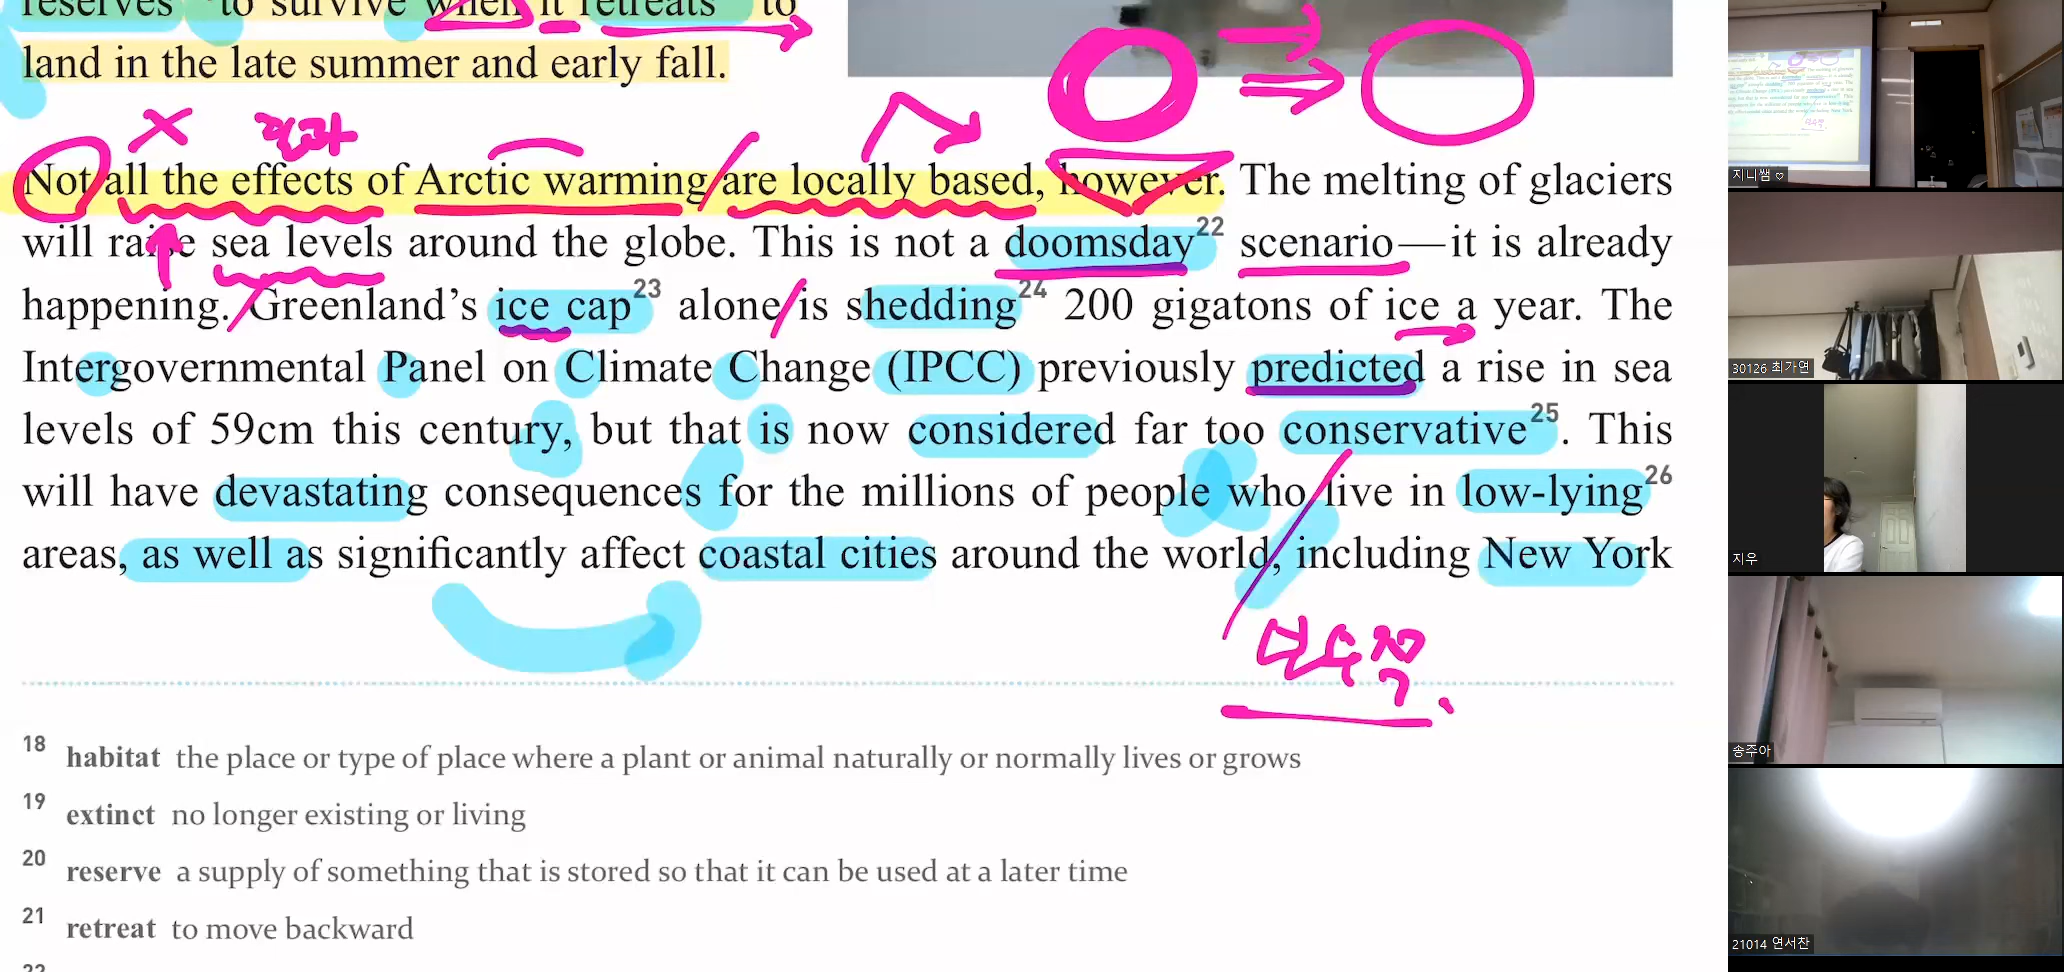 reserves to survive when it retreats to
land in the late summer and early fall.
결과
Not all the effects of Arctic warming are locally based, however. The melting of glaciers
will raise sea levels around the globe. This is not a doomsday22 scenario—it is already
happening. Greenland’s ice cap23 alone is shedding24 200 gigatons of ice a year. The
Intergovernmental Panel on Climate Change (IPCC) previously predicted a rise in sea
levels of 59cm this century, but that is now considered far too conservative25. This
will have devastating consequences for the millions of people who live in low-lying26
areas, as well as significantly affect coastal cities around the world, including New York
18 habitat the place or type of place where a plant or animal naturally or normally lives or grows
19 extinct no longer existing or living
20 reserve a supply of something that is stored so that it can be used at a later time
21 retreat to move backward
22
지니쌤 ♡
30126 최가연
지우
송주아
21014 연서찬